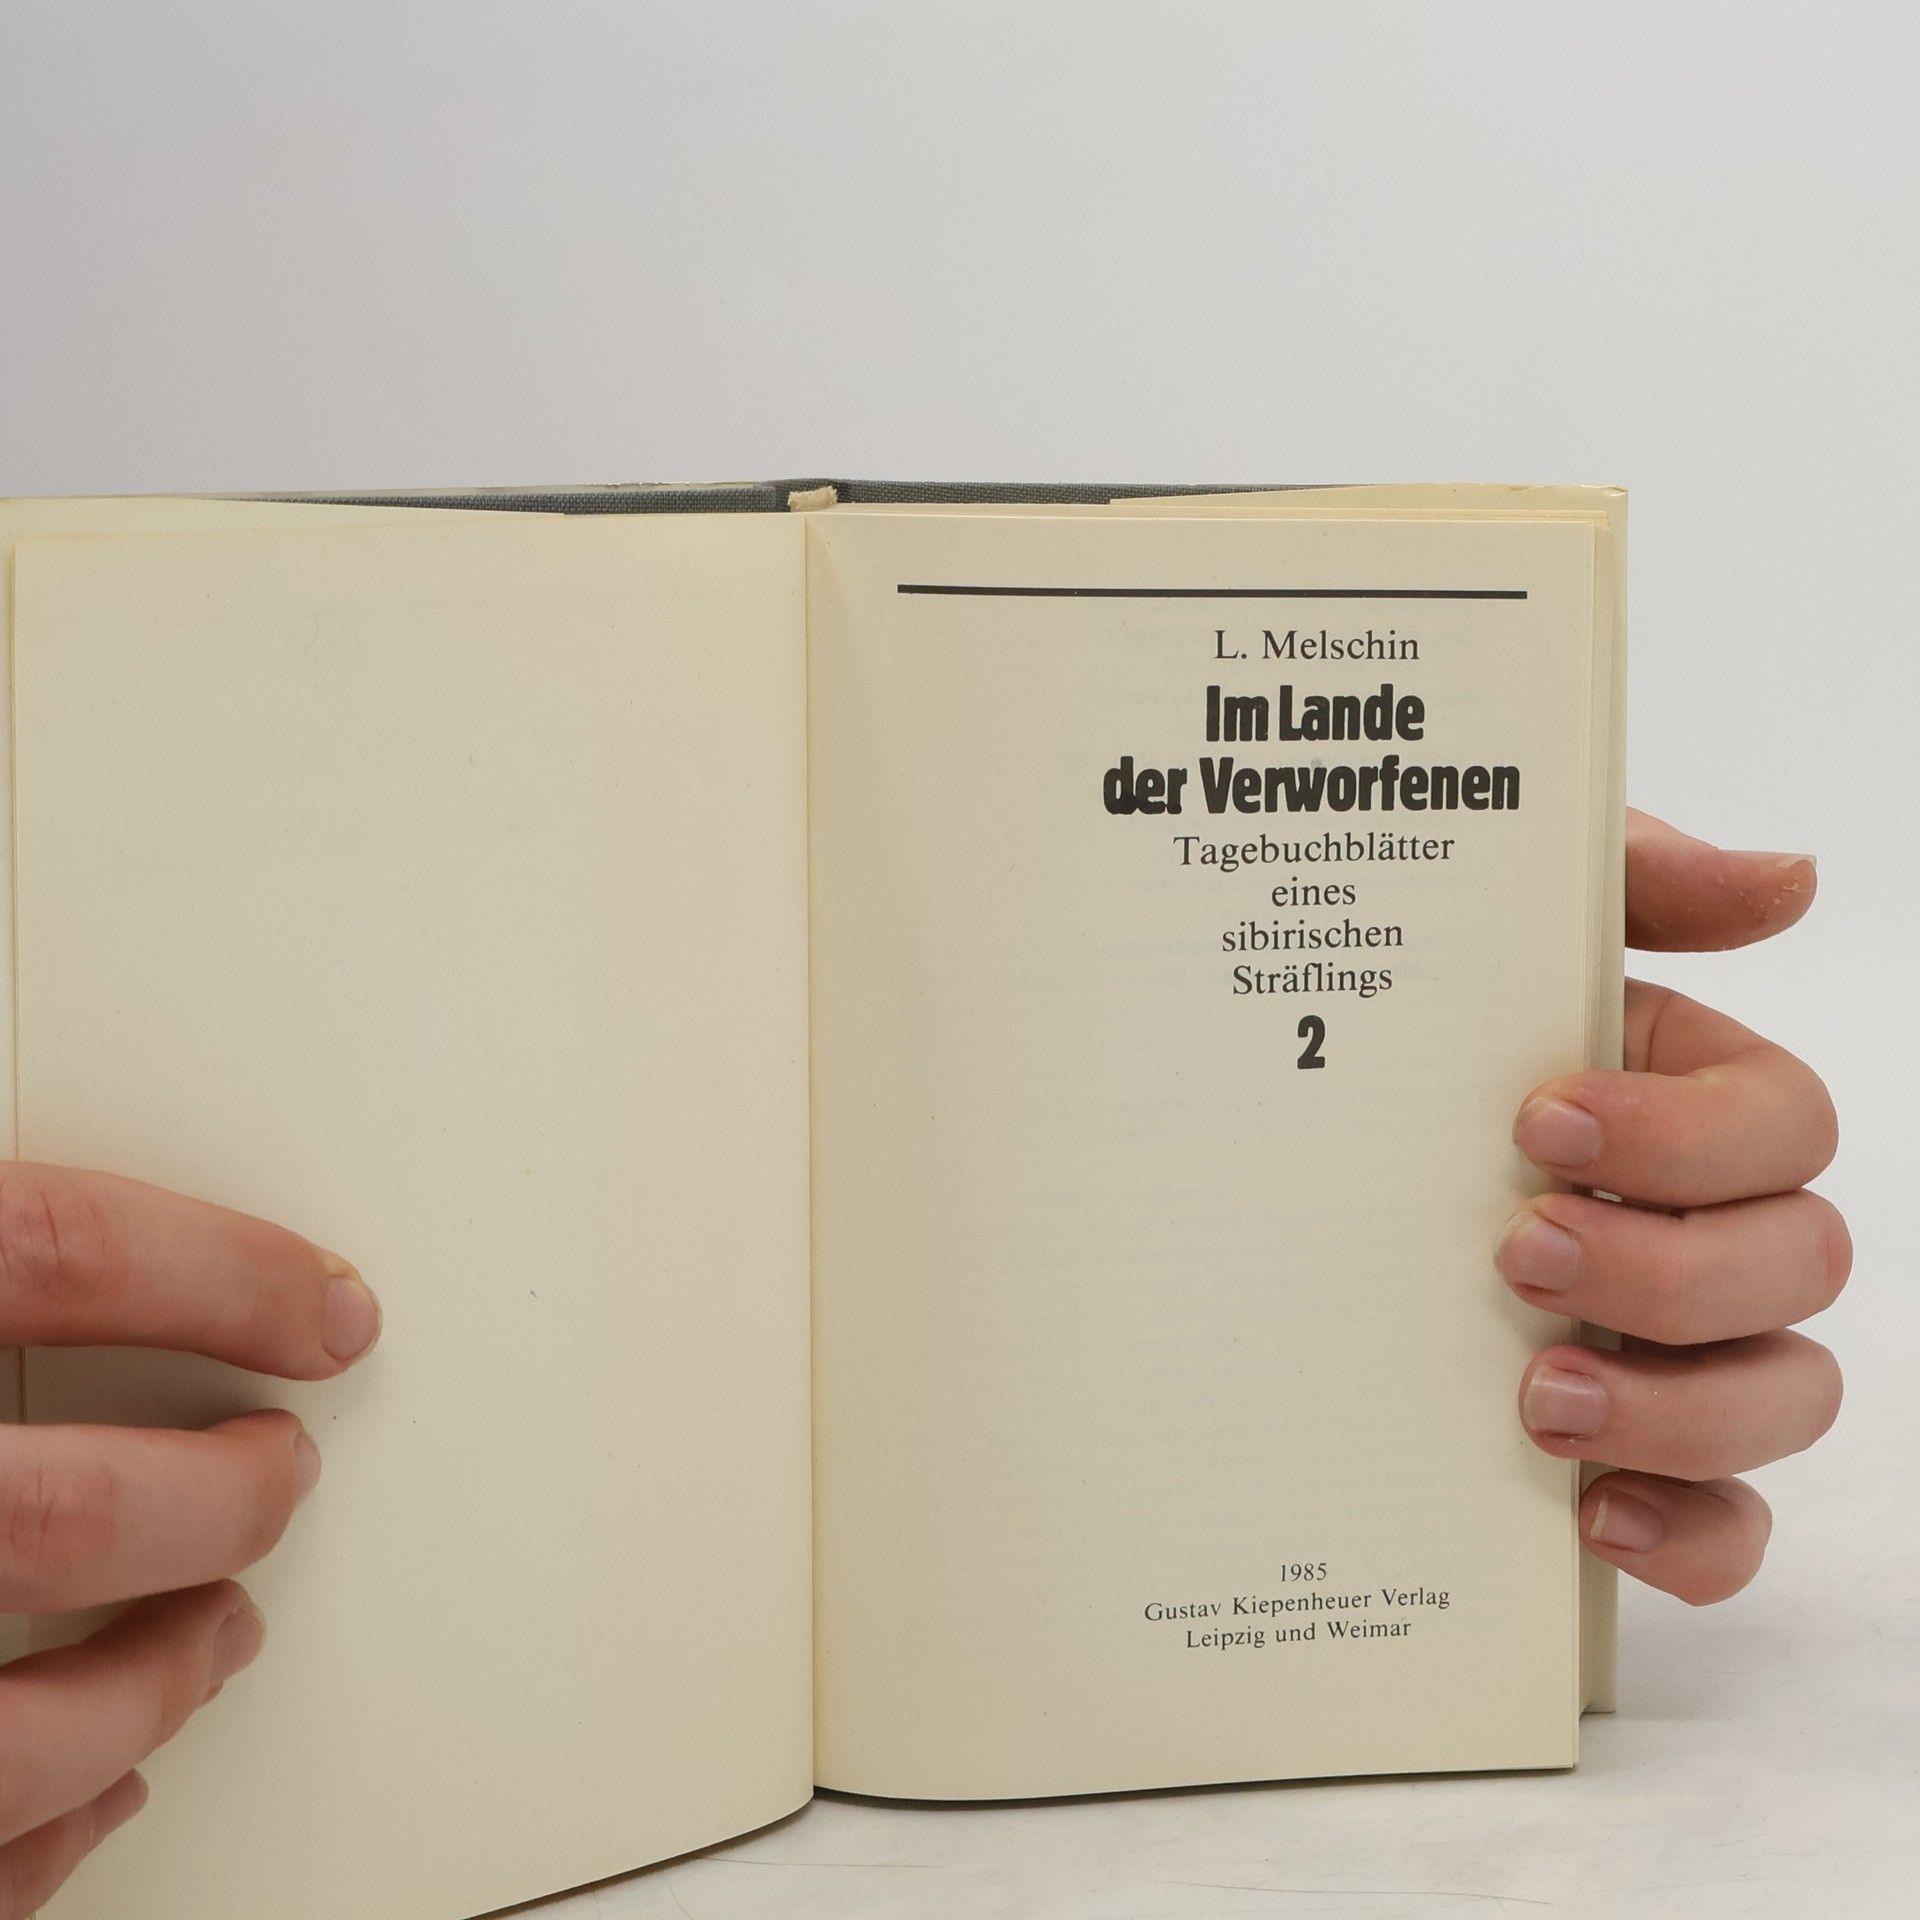 L. Melschin
Im Lande
der Verworfenen
Tagebuchblätter
eines
sibirischen
Sträflings
2
1985
Gustav Kiepenheuer Verlag
Leipzig und Weimar